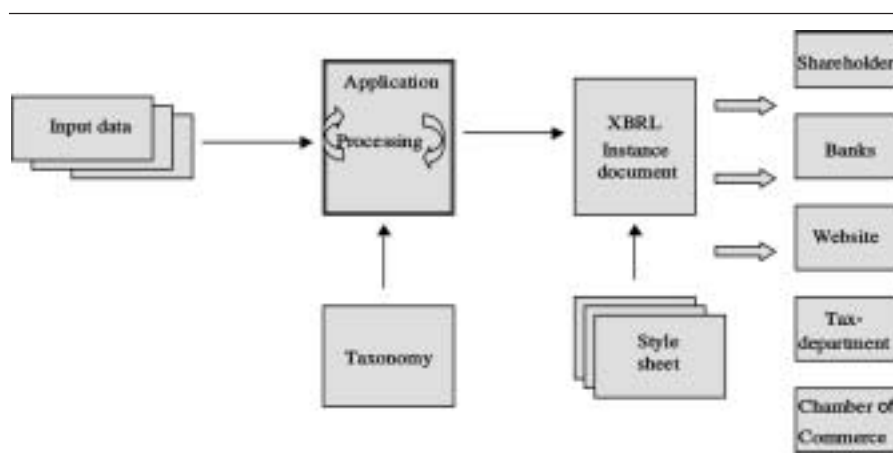 Input data
Application
Processing
Taxonomy
XBRL
Instance
document
Style
sheet
Shareholder
Banks
Website
Tax-
department
Chamber of
Commerce